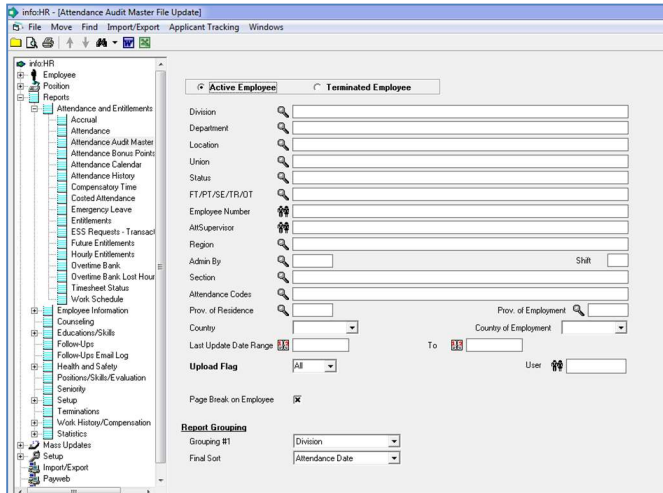 info:HR - [Attendance Audit Master File Update]
File Move Find Import/Export Applicant Tracking Windows
info:HR
Employee
Position
Reports
Attendance and Entitlements
Accrual
Attendance
Attendance Audit Master
Attendance Bonus Points
Attendance Calendar
Attendance History
Compensatory Time
Costed Attendance
Emergency Leave
Entitlements
ESS Requests - Transact
Future Entitlements
Hourly Entitlements
Overtime Bank
Overtime Bank Lost Hour
Timesheet Status
Work Schedule
Employee Information
Counseling
Educations/Skills
Follow-Ups
Follow-Ups Email Log
Health and Safety
Positions/Skills/Evaluation
Seniority
Setup
Terminations
Work History/Compensation
Statistics
Mass Updates
Setup
Import/Export
Payweb
Active Employee Terminated Employee
Division
Department
Location
Union
Status
FT/PT/SE/TR/OT
Employee Number
AttSupervisor
Region
Admin By Shift
Section
Attendance Codes
Prov. of Residence Prov. of Employment
Country Country of Employment
Last Update Date Range To
Upload Flag All User
Page Break on Employee
Report Grouping
Grouping #1 Division
Final Sort Attendance Date